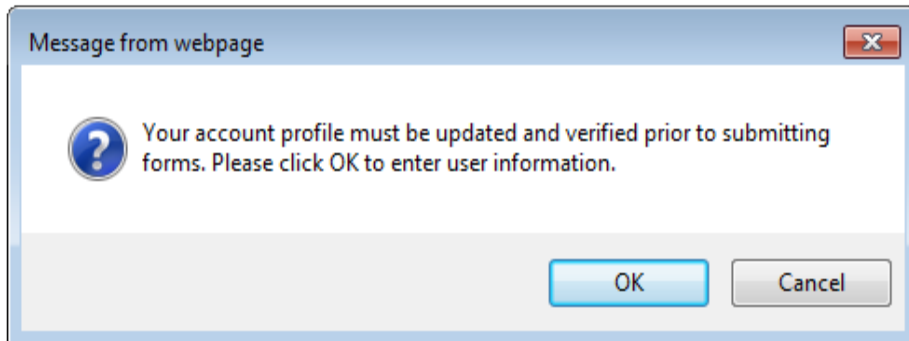 Message from webpage
Your account profile must be updated and verified prior to submitting
forms. Please click OK to enter user information.
OK
Cancel